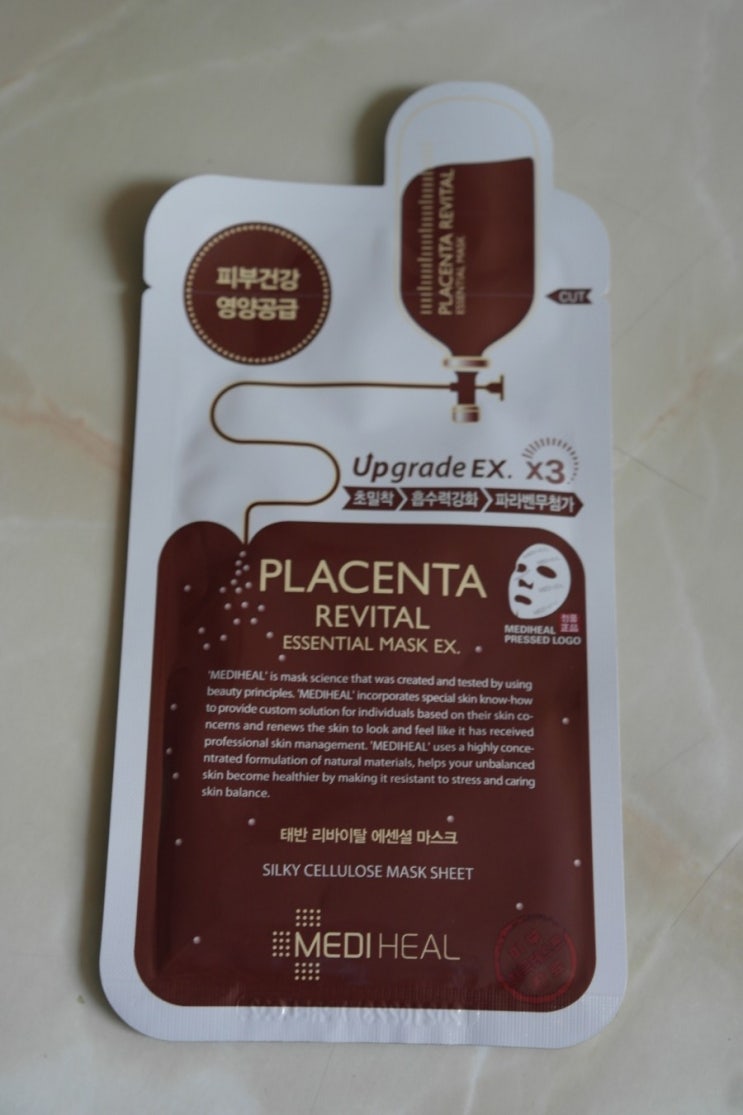 피부건강
영양공급
PLACENTA REVITAL
ESSENTIAL MASK
CUT
Upgrade EX. X3
초밀착 흡수력강화 파라벤무첨가
PLACENTA
REVITAL
ESSENTIAL MASK EX.
MEDIHEAL
PRESSED LOGO
'MEDIHEAL' is mask science that was created and tested by using
beauty principles. 'MEDIHEAL' incorporates special skin know-how
to provide custom solution for individuals based on their skin co-
ncerns and renews the skin to look and feel like it has received
professional skin management. 'MEDIHEAL' uses a highly conce-
ntrated formulation of natural materials, helps your unbalanced
skin become healthier by making it resistant to stress and caring
skin balance.
태반 리바이탈 에센셜 마스크
SILKY CELLULOSE MASK SHEET
MEDIHEAL